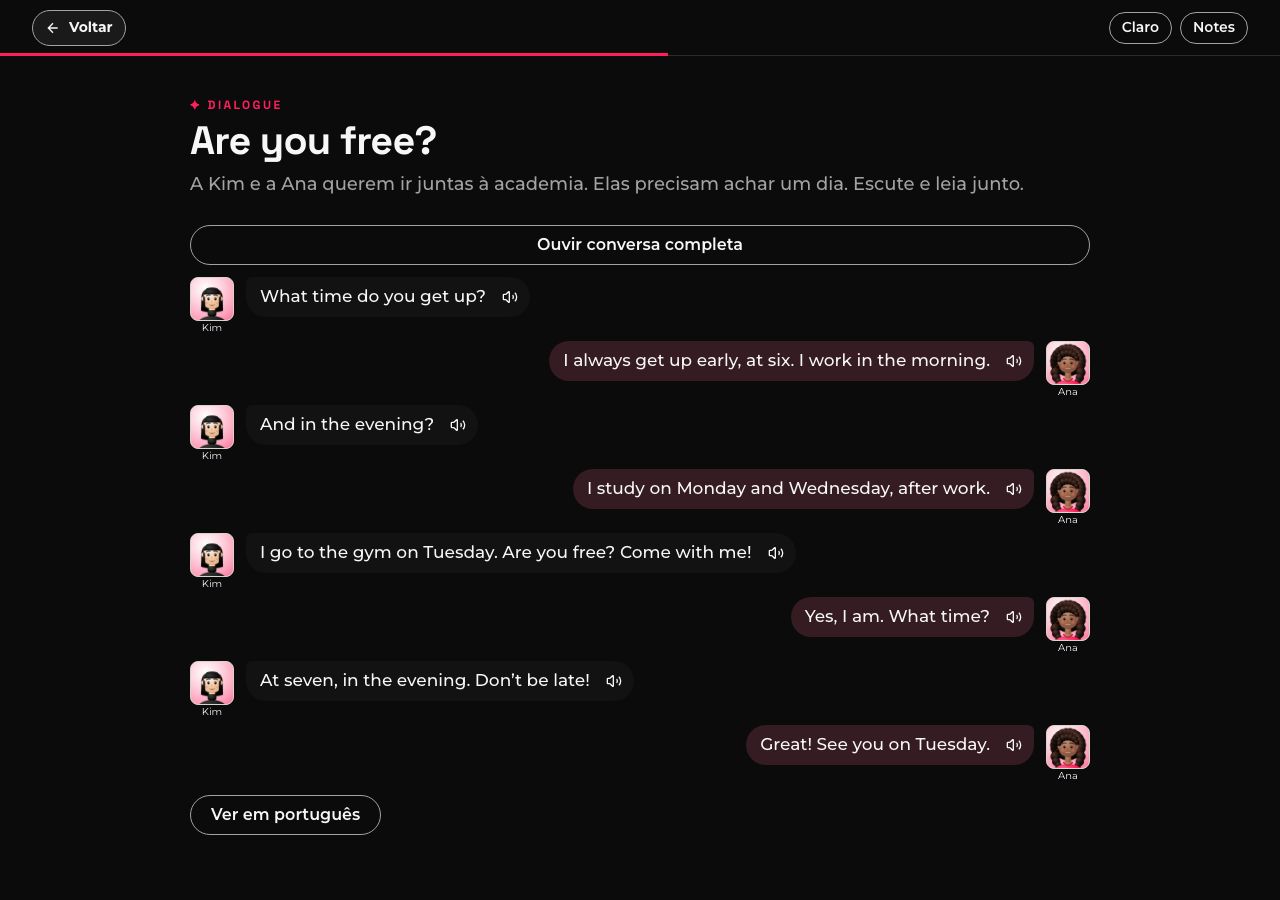 Voltar
Claro
Notes
DIALOGUE
Are you free?
A Kim e a Ana querem ir juntas à academia. Elas precisam achar um dia. Escute e leia junto.
Ouvir conversa completa
What time do you get up?
Kim
I always get up early, at six. I work in the morning.
Ana
And in the evening?
Kim
I study on Monday and Wednesday, after work.
Ana
I go to the gym on Tuesday. Are you free? Come with me!
Kim
Yes, I am. What time?
Ana
At seven, in the evening. Don’t be late!
Kim
Great! See you on Tuesday.
Ana
Ver em português